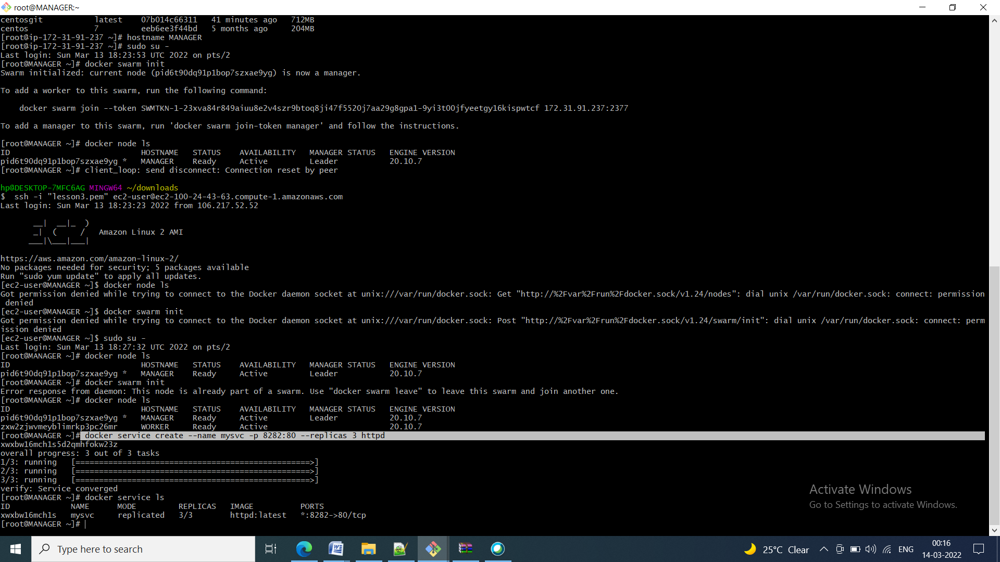 root@MANAGER:~
centosgit           latest    07b014c66311   41 minutes ago   712MB
centos              7         eeb6ee3f44bd   5 months ago     204MB
[root@ip-172-31-91-237 ~]# hostname MANAGER
[root@ip-172-31-91-237 ~]# sudo su -
Last login: Sun Mar 13 18:23:53 UTC 2022 on pts/2
[root@MANAGER ~]# docker swarm init
Swarm initialized: current node (pid6t90dq91p1bop7szxae9yg) is now a manager.
To add a worker to this swarm, run the following command:
    docker swarm join --token SWMTKN-1-23xva84r849aiuu8e2v4szr9btoq8ji47f5520j7aa29g8gpa1-9yi3t00jfyeetgy16kispwtcf 172.31.91.237:2377
To add a manager to this swarm, run 'docker swarm join-token manager' and follow the instructions.
[root@MANAGER ~]# docker node ls
ID                            HOSTNAME   STATUS    AVAILABILITY   MANAGER STATUS   ENGINE VERSION
pid6t90dq91p1bop7szxae9yg *   MANAGER    Ready     Active         Leader           20.10.7
[root@MANAGER ~]# client_loop: send disconnect: Connection reset by peer
hp@DESKTOP-7MFC6AG MINGW64 ~/downloads
$  ssh -i "lesson3.pem" ec2-user@ec2-100-24-43-63.compute-1.amazonaws.com
Last login: Sun Mar 13 18:23:23 2022 from 106.217.52.52
       __|  __|_  )
       _|  (     /   Amazon Linux 2 AMI
      ___|\___|___|
https://aws.amazon.com/amazon-linux-2/
No packages needed for security; 5 packages available
Run "sudo yum update" to apply all updates.
[ec2-user@MANAGER ~]$ docker node ls
Got permission denied while trying to connect to the Docker daemon socket at unix:///var/run/docker.sock: Get "http://%2Fvar%2Frun%2Fdocker.sock/v1.24/nodes": dial unix /var/run/docker.sock: connect: permission
 denied
[ec2-user@MANAGER ~]$ docker swarm init
Got permission denied while trying to connect to the Docker daemon socket at unix:///var/run/docker.sock: Post "http://%2Fvar%2Frun%2Fdocker.sock/v1.24/swarm/init": dial unix /var/run/docker.sock: connect: perm
ission denied
[ec2-user@MANAGER ~]$ sudo su -
Last login: Sun Mar 13 18:27:32 UTC 2022 on pts/2
[root@MANAGER ~]# docker node ls
ID                            HOSTNAME   STATUS    AVAILABILITY   MANAGER STATUS   ENGINE VERSION
pid6t90dq91p1bop7szxae9yg *   MANAGER    Ready     Active         Leader           20.10.7
[root@MANAGER ~]# docker swarm init
Error response from daemon: This node is already part of a swarm. Use "docker swarm leave" to leave this swarm and join another one.
[root@MANAGER ~]# docker node ls
ID                            HOSTNAME   STATUS    AVAILABILITY   MANAGER STATUS   ENGINE VERSION
pid6t90dq91p1bop7szxae9yg *   MANAGER    Ready     Active         Leader           20.10.7
zxw2zjwvmeyblimrkp3pc26mr     WORKER     Ready     Active                          20.10.7
[root@MANAGER ~]# docker service create --name mysvc -p 8282:80 --replicas 3 httpd
xwxbw16mch1s5d2qmhfokw23z
overall progress: 3 out of 3 tasks
1/3: running   [==================================================>]
2/3: running   [==================================================>]
3/3: running   [==================================================>]
verify: Service converged
[root@MANAGER ~]# docker service ls
ID             NAME      MODE         REPLICAS   IMAGE          PORTS
xwxbw16mch1s   mysvc     replicated   3/3        httpd:latest   *:8282->80/tcp
[root@MANAGER ~]#
Activate Windows
Go to Settings to activate Windows.
Type here to search
25°C Clear
ENG
00:16
14-03-2022